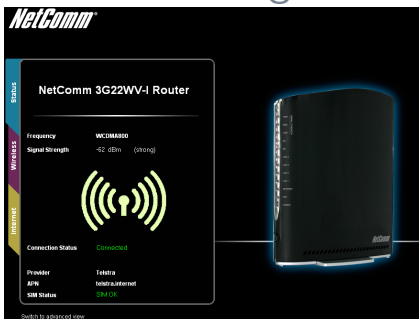 NetComm
Status
Wireless
Internet
NetComm 3G22WV-I Router
Frequency WCDMA800
Signal Strength -62 dBm (strong)
Connection Status Connected
Provider Telstra
APN telstra.internet
SIM Status SIM OK
NetComm
Switch to advanced view